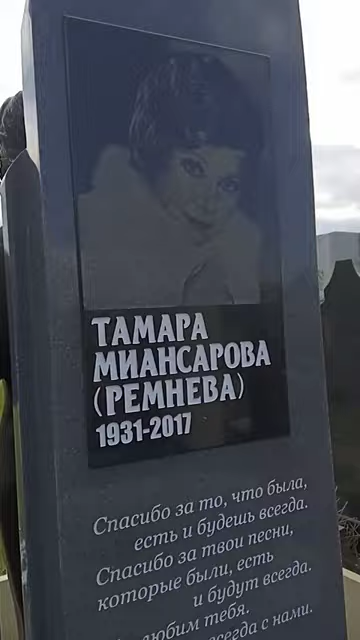 ТАМАРА
МИАНСАРОВА
(РЕМНЕВА)
1931-2017
Спасибо за то, что была,
есть и будешь всегда.
Спасибо за твои песни,
которые были, есть
и будут всегда.
любим тебя.
всегда с нами.